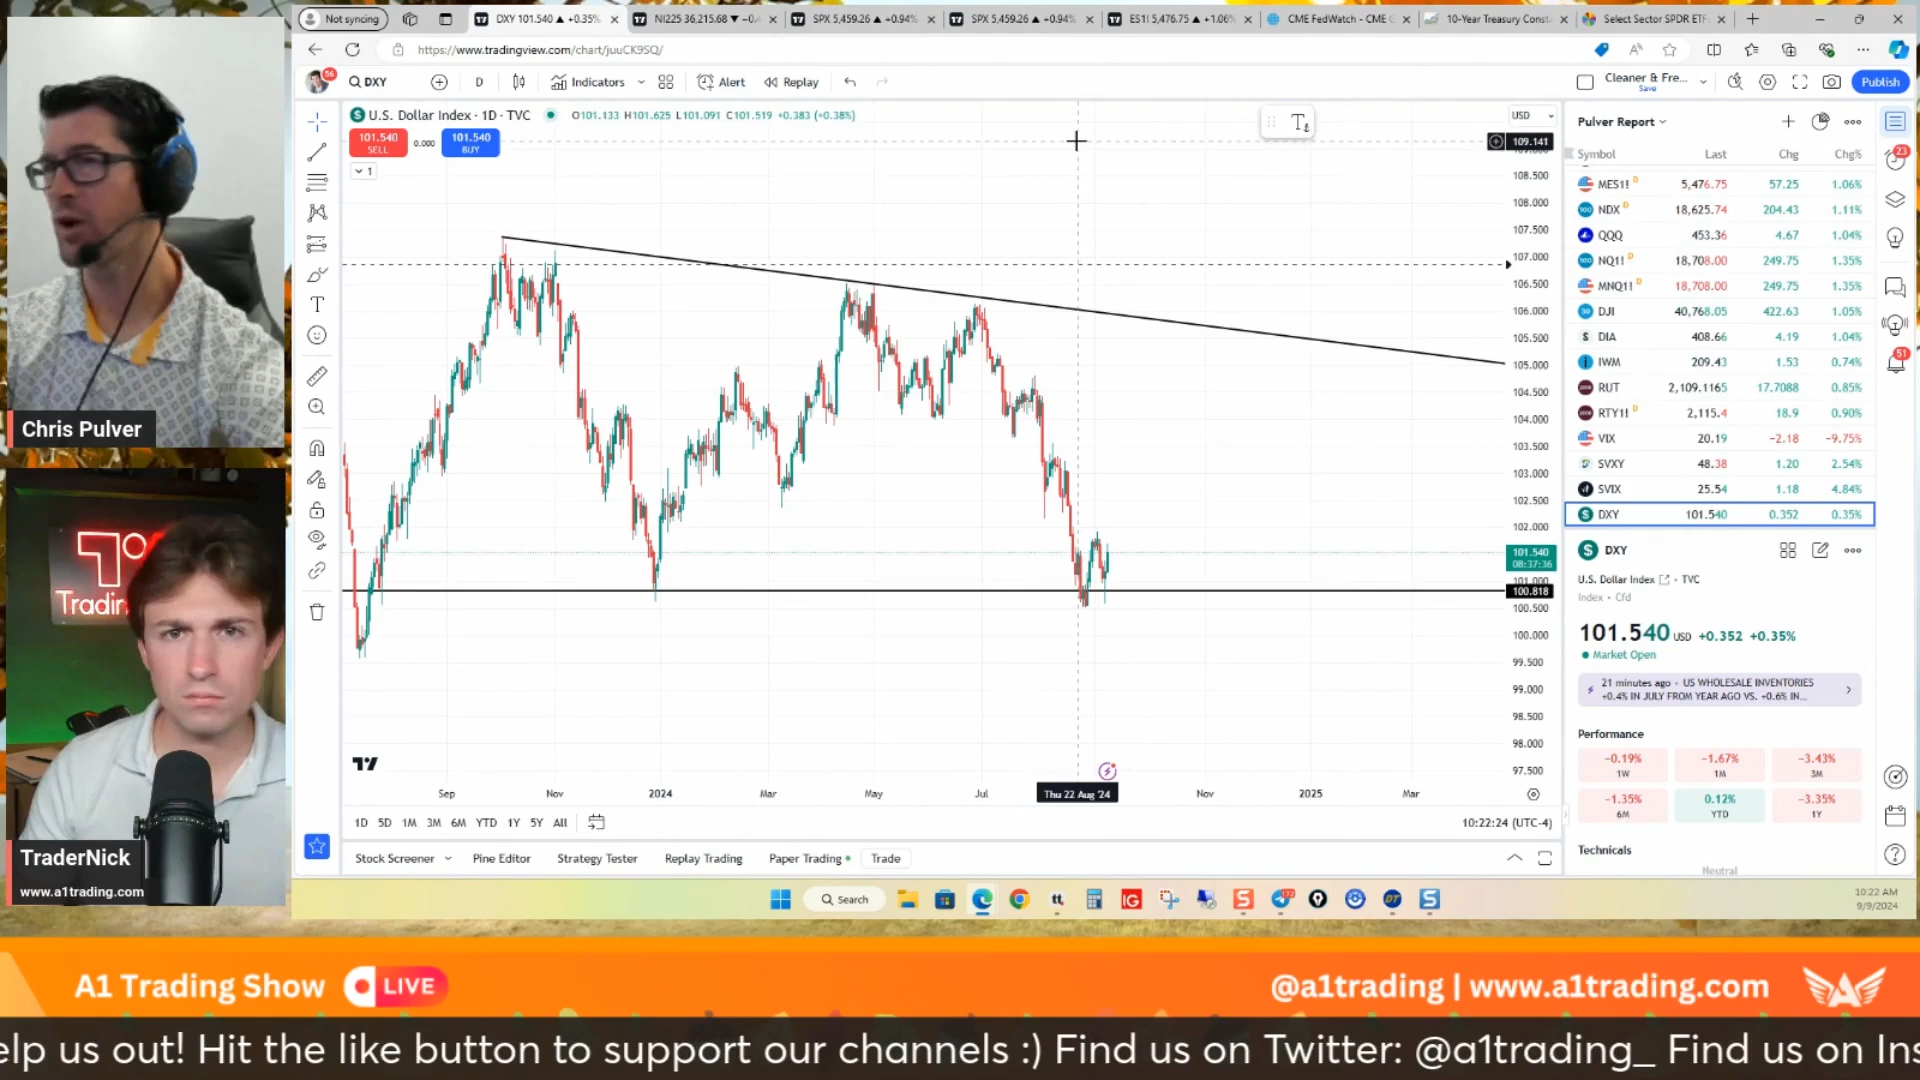 Not syncing
DXY 101.540 ▲ +0.35%
NI225 36,215.68 ▼
SPX 5,459.26 ▲ +0.94%
SPX 5,459.26 ▲ +0.94%
ES1! 5,476.75 ▲ +1.06%
CME FedWatch - CME G
10-Year Treasury Const
Select Sector SPDR ETF
https://www.tradingview.com/chart/juuCK9SQ/
56
DXY
D
Indicators
Alert
Replay
Cleaner & Fre...
Save
Publish
U.S. Dollar Index · 1D · TVC
O101.133 H101.625 L101.091 C101.519 +0.383 (+0.38%)
101.540
SELL
0.000
101.540
BUY
1
USD
109.141
108.500
108.000
107.500
107.000
106.500
106.000
105.500
105.000
104.500
104.000
103.500
103.000
102.500
102.000
101.540
08:37:36
101.000
100.818
100.500
100.000
99.500
99.000
98.500
98.000
97.500
Sep
Nov
2024
Mar
May
Jul
Thu 22 Aug '24
Nov
2025
Mar
1D 5D 1M 3M 6M YTD 1Y 5Y All
10:22:24 (UTC-4)
Stock Screener
Pine Editor
Strategy Tester
Replay Trading
Paper Trading
Trade
Pulver Report
Symbol Last Chg Chg%
MES1! D 5,476.75 57.25 1.06%
NDX D 18,625.74 204.43 1.11%
QQQ 453.36 4.67 1.04%
NQ1! D 18,708.00 249.75 1.35%
MNQ1! D 18,708.00 249.75 1.35%
DJI 40,768.05 422.63 1.05%
DIA 408.66 4.19 1.04%
IWM 209.43 1.53 0.74%
RUT 2,109.1165 17.7088 0.85%
RTY1! D 2,115.4 18.9 0.90%
VIX 20.19 −2.18 −9.75%
SVXY 48.38 1.20 2.54%
SVIX 25.54 1.18 4.84%
DXY 101.540 0.352 0.35%
DXY
U.S. Dollar Index · TVC
Index · Cfd
101.540 USD +0.352 +0.35%
Market Open
21 minutes ago · US WHOLESALE INVENTORIES
+0.4% IN JULY FROM YEAR AGO VS. +0.6% IN...
Performance
−0.19%
1W
−1.67%
1M
−3.43%
3M
−1.35%
6M
0.12%
YTD
−3.35%
1Y
Technicals
Neutral
23
51
Search
10:22 AM
9/9/2024
Chris Pulver
TraderNick
www.a1trading.com
A1 Trading Show
LIVE
@a1trading | www.a1trading.com
elp us out! Hit the like button to support our channels :) Find us on Twitter: @a1trading_ Find us on Ins